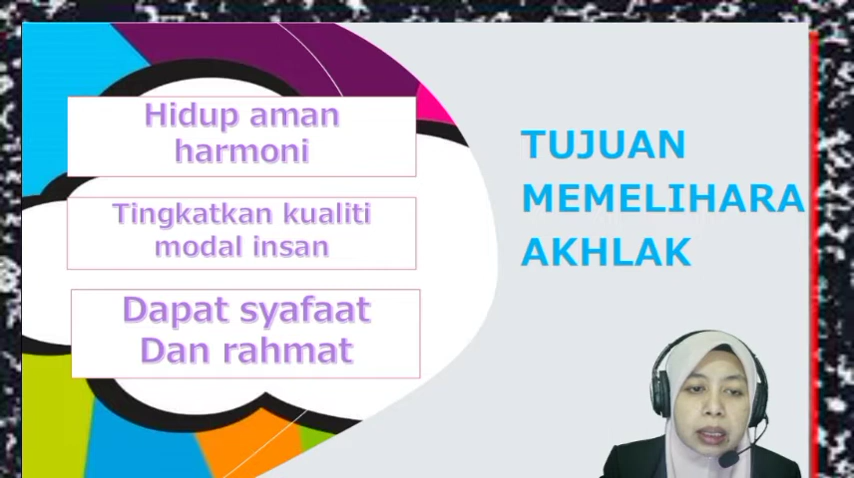 Hidup aman
harmoni
Tingkatkan kualiti
modal insan
Dapat syafaat
Dan rahmat
TUJUAN
MEMELIHARA
AKHLAK